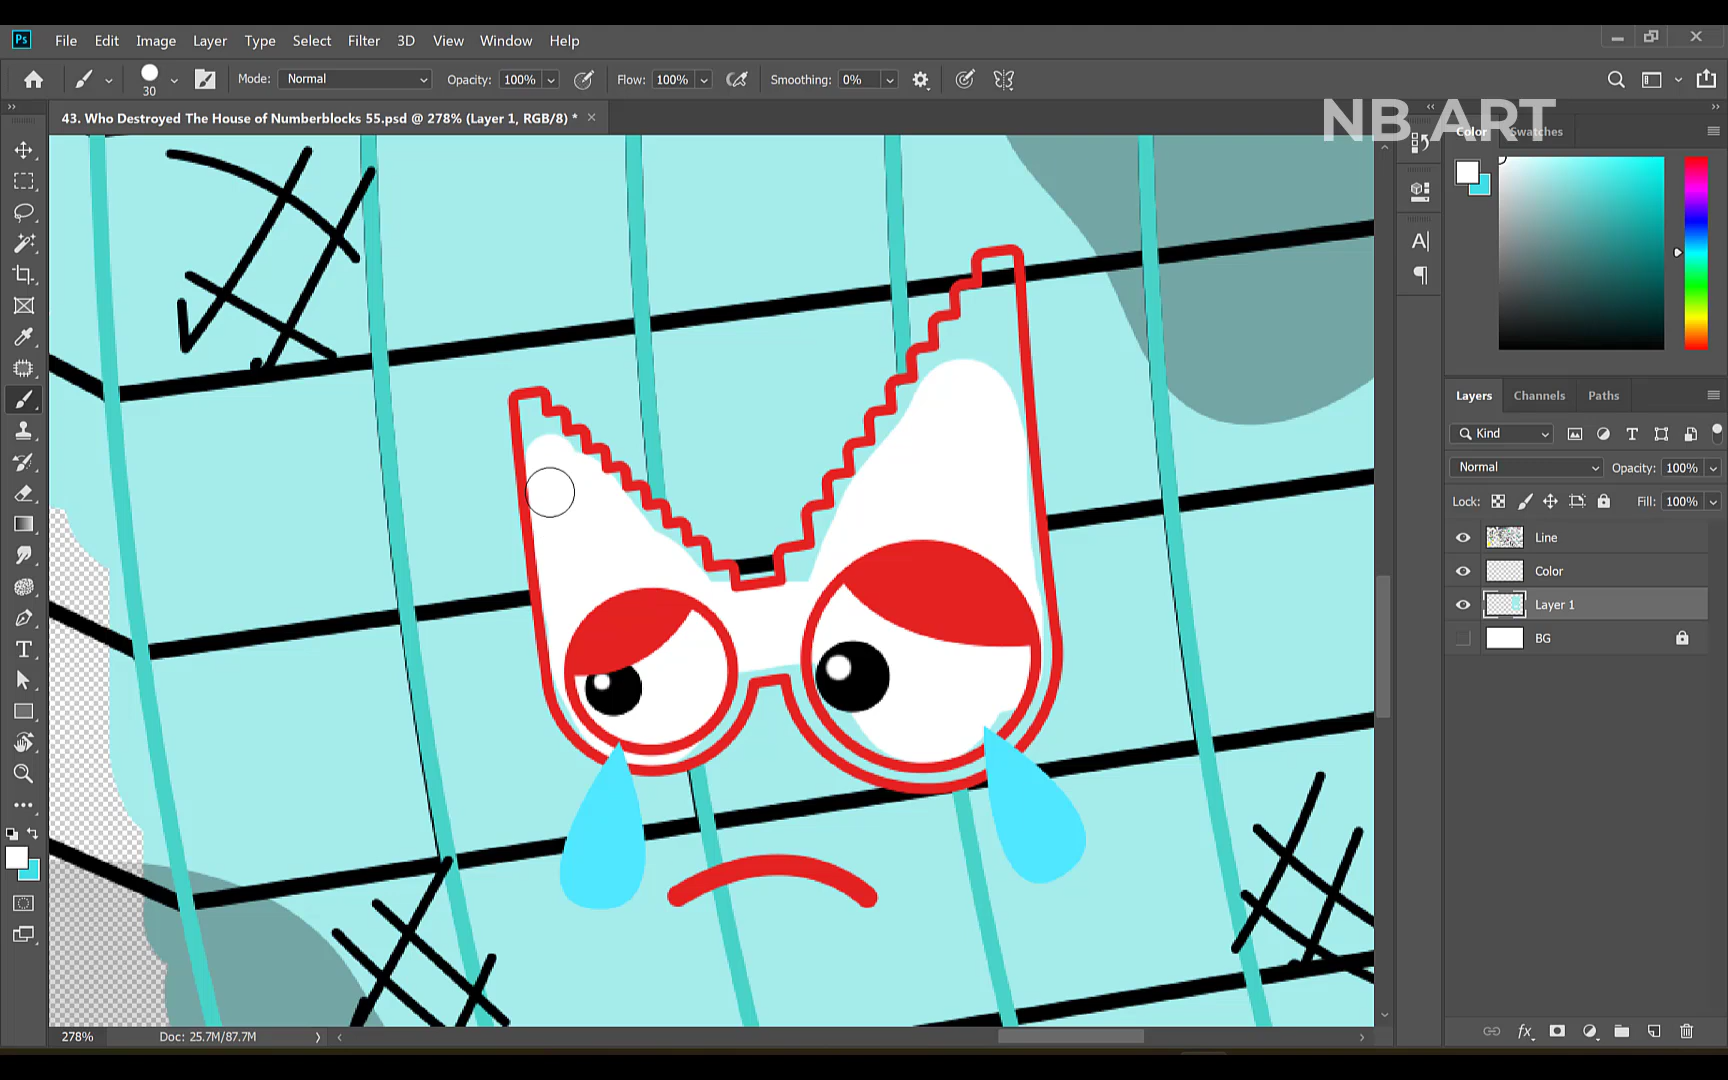 Ps File Edit Image Layer Type Select Filter 3D View Window Help
30 Mode: Normal Opacity: 100% Flow: 100% Smoothing: 0%
43. Who Destroyed The House of Numberblocks 55.psd @ 278% (Layer 1, RGB/8) * ×
NB ART
Color Swatches
Layers Channels Paths
Kind
Normal Opacity: 100%
Lock: Fill: 100%
Line
Color
Layer 1
BG
278% Doc: 25.7M/87.7M